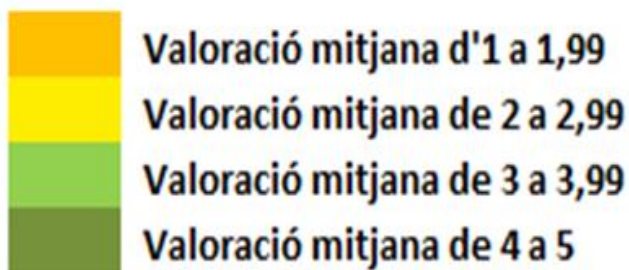 Valoració mitjana d'1 a 1,99
Valoració mitjana de 2 a 2,99
Valoració mitjana de 3 a 3,99
Valoració mitjana de 4 a 5